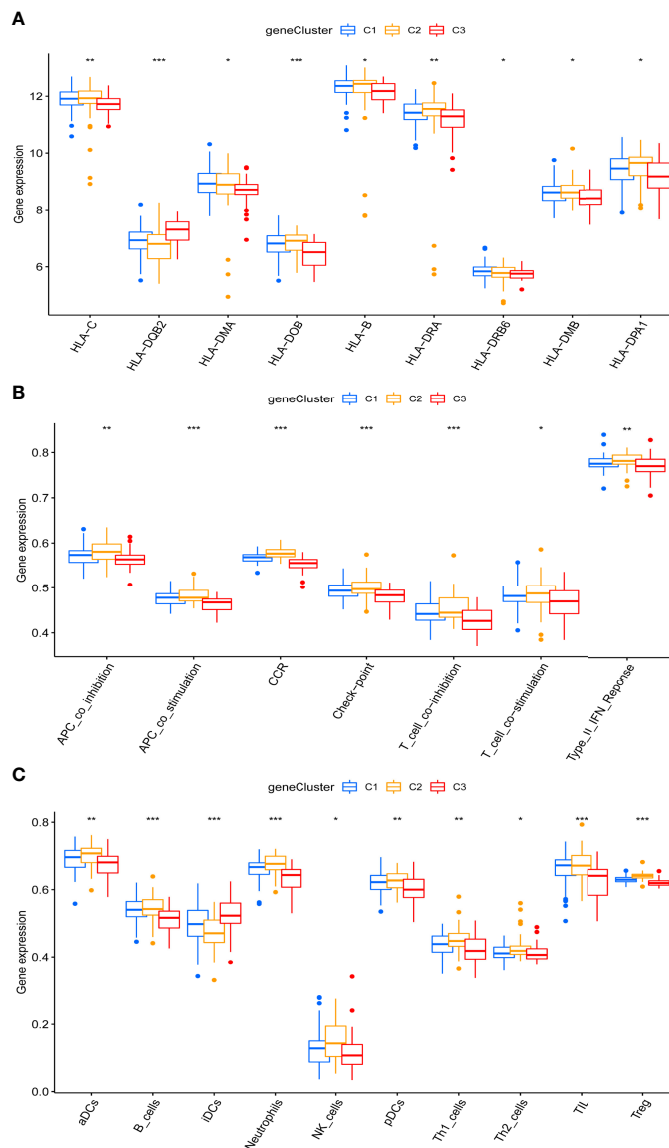 A
geneCluster C1 C2 C3
** *** * *** * ** * * *
Gene expression
12
10
8
6
HLA-C
HLA-DQB2
HLA-DMA
HLA-DOB
HLA-B
HLA-DRA
HLA-DRB6
HLA-DMB
HLA-DPA1
B
geneCluster C1 C2 C3
** *** *** *** *** * **
Gene expression
0.8
0.7
0.6
0.5
0.4
APC_co_inhibition
APC_co_stimulation
CCR
Check-point
T_cell_co-inhibition
T_cell_co-stimulation
Type_II_IFN_Reponse
C
geneCluster C1 C2 C3
** *** *** *** * ** ** * *** ***
Gene expression
0.8
0.6
0.4
0.2
0.0
aDCs
B_cells
iDCs
Neutrophils
NK_cells
pDCs
Th1_cells
Th2_cells
TIL
Treg